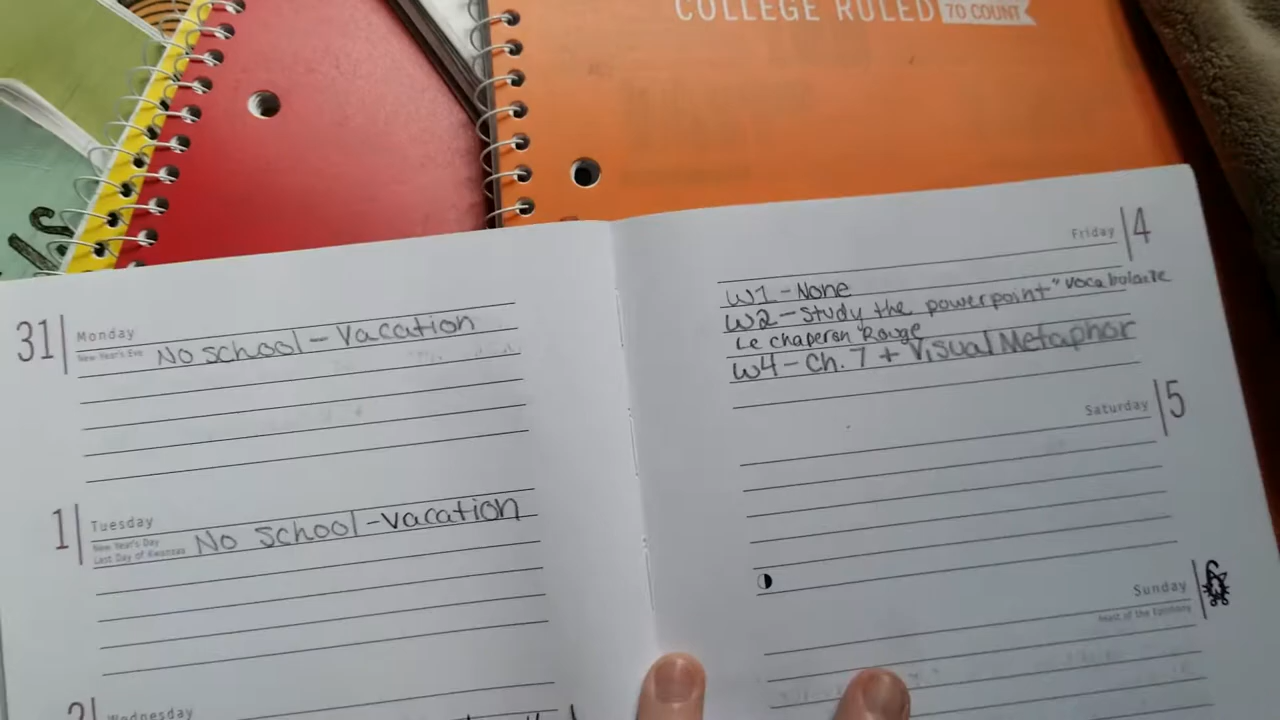 COLLEGE RULED 70 COUNT
31 Monday
New Year's Eve
No school - Vacation
1 Tuesday
New Year's Day
Last Day of Kwanzaa
No school - vacation
2 Wednesday
Friday 4
W1 - None
W2 - Study the powerpoint "Vocabulaire
Le chaperon Rouge
W4 - Ch. 7 + Visual Metaphor
Saturday 5
Sunday
Feast of the Epiphany